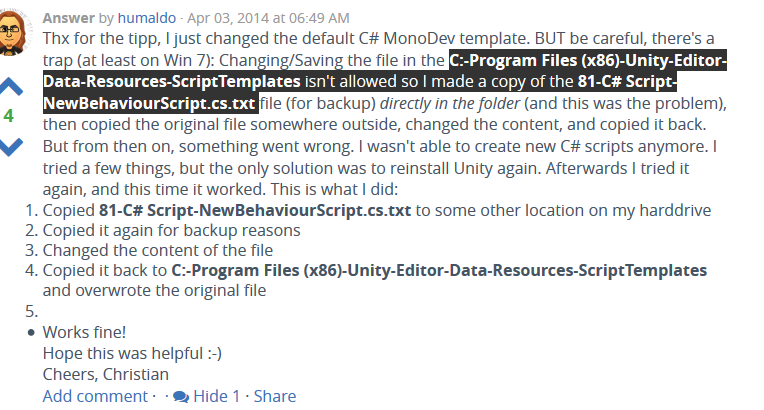 Answer by humaldo · Apr 03, 2014 at 06:49 AM
Thx for the tipp, I just changed the default C# MonoDev template. BUT be careful, there's a
trap (at least on Win 7): Changing/Saving the file in the C:-Program Files (x86)-Unity-Editor-
Data-Resources-ScriptTemplates isn't allowed so I made a copy of the 81-C# Script-
NewBehaviourScript.cs.txt file (for backup) directly in the folder (and this was the problem),
4
then copied the original file somewhere outside, changed the content, and copied it back.
But from then on, something went wrong. I wasn't able to create new C# scripts anymore. I
tried a few things, but the only solution was to reinstall Unity again. Afterwards I tried it
again, and this time it worked. This is what I did:
1. Copied 81-C# Script-NewBehaviourScript.cs.txt to some other location on my harddrive
2. Copied it again for backup reasons
3. Changed the content of the file
4. Copied it back to C:-Program Files (x86)-Unity-Editor-Data-Resources-ScriptTemplates
and overwrote the original file
5.
• Works fine!
Hope this was helpful :-)
Cheers, Christian
Add comment · · Hide 1 · Share